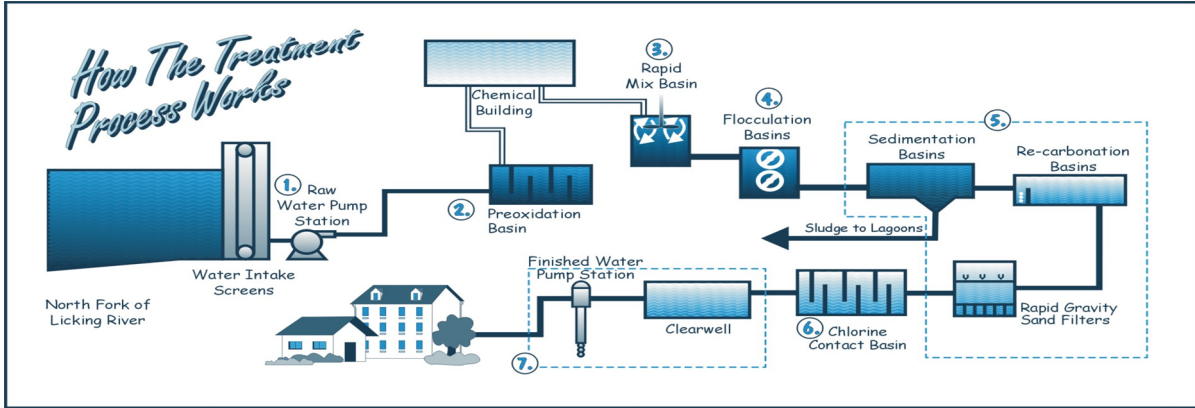 How The Treatment
Process Works
Chemical
Building
3.
Rapid
Mix Basin
4.
Flocculation
Basins
5.
Sedimentation
Basins
Re-carbonation
Basins
1. Raw
Water Pump
Station
2. Preoxidation
Basin
Sludge to Lagoons
Water Intake
Screens
North Fork of
Licking River
Finished Water
Pump Station
Clearwell
6. Chlorine
Contact Basin
Rapid Gravity
Sand Filters
7.